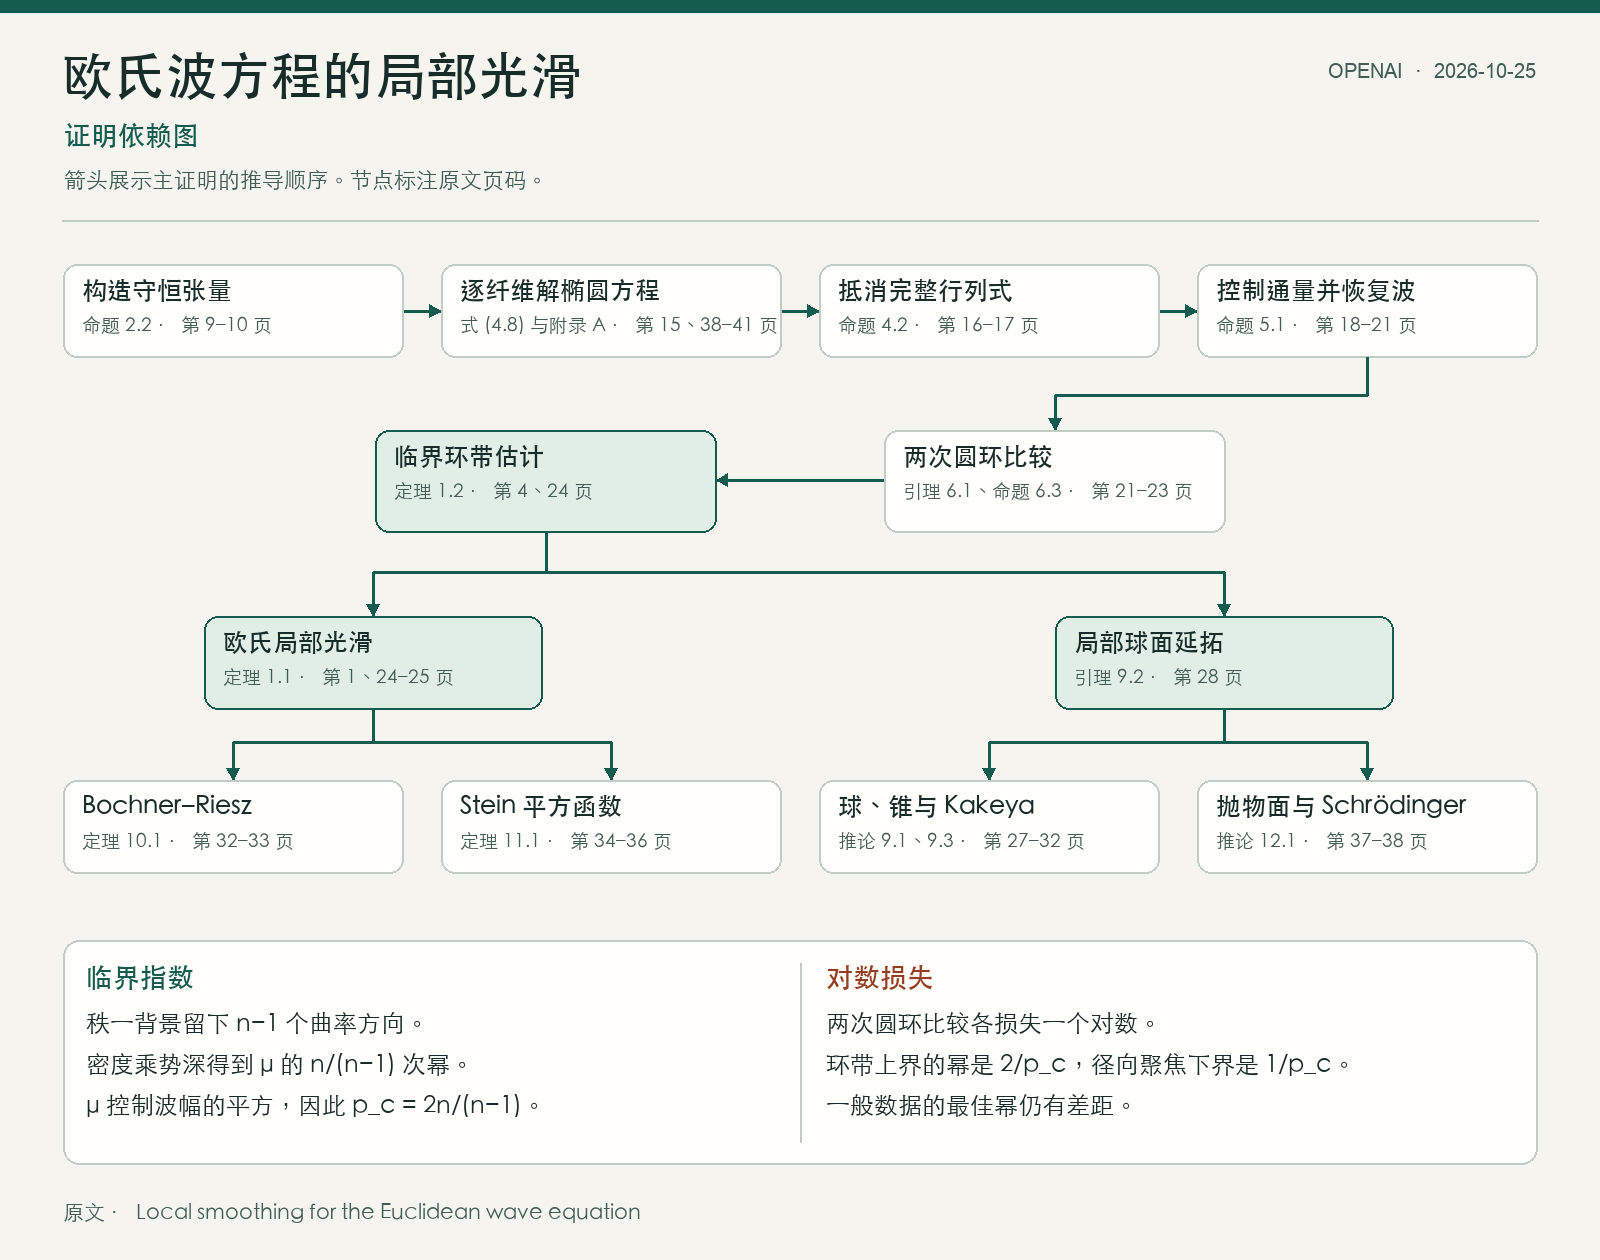 欧氏波方程的局部光滑
OPENAI · 2026-10-25
证明依赖图
箭头展示主证明的推导顺序。节点标注原文页码。
构造守恒张量
命题 2.2 · 第 9–10 页
逐纤维解椭圆方程
式 (4.8) 与附录 A · 第 15、38–41 页
抵消完整行列式
命题 4.2 · 第 16–17 页
控制通量并恢复波
命题 5.1 · 第 18–21 页
临界环带估计
定理 1.2 · 第 4、24 页
两次圆环比较
引理 6.1、命题 6.3 · 第 21–23 页
欧氏局部光滑
定理 1.1 · 第 1、24–25 页
局部球面延拓
引理 9.2 · 第 28 页
Bochner–Riesz
定理 10.1 · 第 32–33 页
Stein 平方函数
定理 11.1 · 第 34–36 页
球、锥与 Kakeya
推论 9.1、9.3 · 第 27–32 页
抛物面与 Schrödinger
推论 12.1 · 第 37–38 页
临界指数
秩一背景留下 n−1 个曲率方向。
密度乘势深得到 μ 的 n/(n−1) 次幂。
μ 控制波幅的平方，因此 p_c = 2n/(n−1)。
对数损失
两次圆环比较各损失一个对数。
环带上界的幂是 2/p_c，径向聚焦下界是 1/p_c。
一般数据的最佳幂仍有差距。
原文 · Local smoothing for the Euclidean wave equation